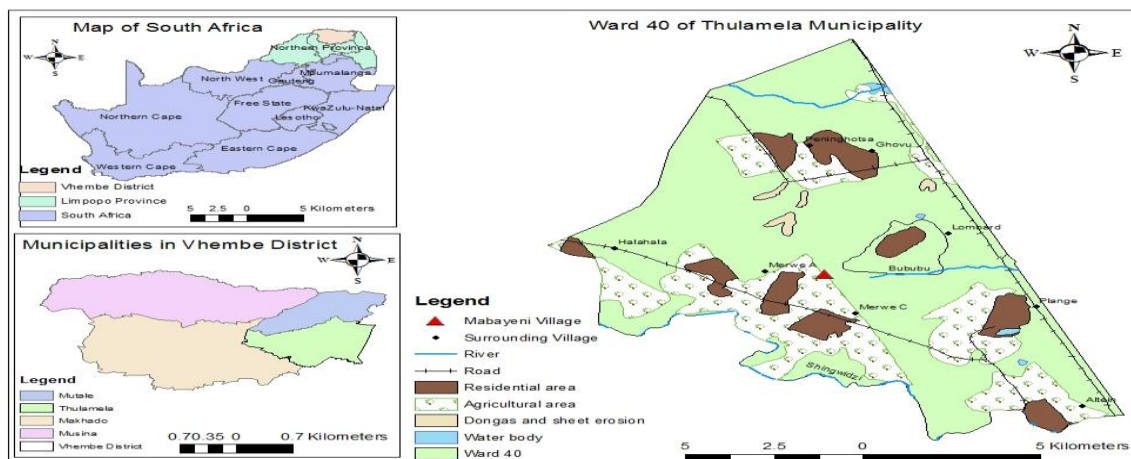 Map of South Africa
N
W E
S
Northern Province
North West
Mpumalanga
Gauteng
Free State
KwaZulu-Natal
Lesotho
Northern Cape
Eastern Cape
Western Cape
Legend
Vhembe District
Limpopo Province
South Africa
5 2.5 0 5 Kilometers
Municipalities in Vhembe District
N
W E
S
Legend
Mutale
Thulamela
Makhado
Musina
Vhembe District
0.70.35 0 0.7 Kilometers
Ward 40 of Thulamela Municipality
N
W E
S
Peninghotsa
Ghovu
Lombard
Halahala
Merwe A
Bububu
Merwe C
Plange
Shingwidzi
Altein
Legend
Mabayeni Village
Surrounding Village
River
Road
Residential area
Agricultural area
Dongas and sheet erosion
Water body
Ward 40
5 2.5 0 5 Kilometers